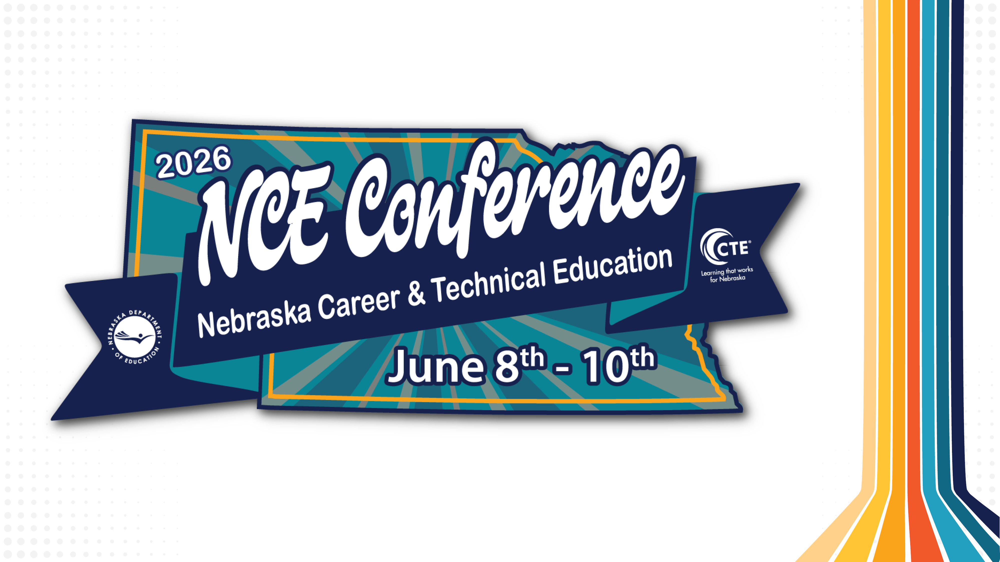 2026
NCE Conference
Nebraska Career & Technical Education
CTE®
Learning that works
for Nebraska
NEBRASKA DEPARTMENT
• OF EDUCATION •
June 8th - 10th